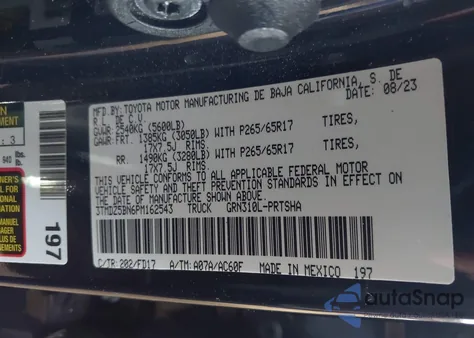 MFD.BY: TOYOTA MOTOR MANUFACTURING DE BAJA CALIFORNIA, S. DE
R. L. DE C.V. DATE: 08/23
GVWR: 2540KG (5600LB)
GAWR: FRT. 1385KG (3050LB) WITH P265/65R17 TIRES,
17X7.5J RIMS,
RR. 1490KG (3280LB) WITH P265/65R17 TIRES,
17X7.5J RIMS,
THIS VEHICLE CONFORMS TO ALL APPLICABLE FEDERAL MOTOR
VEHICLE SAFETY AND THEFT PREVENTION STANDARDS IN EFFECT ON
THE DATE OF MANUFACTURE SHOWN ABOVE.
3TMDZ5BN6PM162543 TRUCK GRN310L-PRTSHA
C/TR: 202/FD17 A/TM: A07A/AC60F MADE IN MEXICO 197
197
: 3
940 lbs
autoSnap